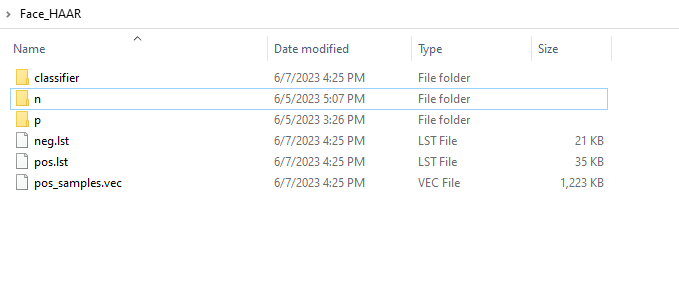 Face_HAAR
Name Date modified Type Size
classifier 6/7/2023 4:25 PM File folder
n 6/5/2023 5:07 PM File folder
p 6/5/2023 3:26 PM File folder
neg.lst 6/7/2023 4:25 PM LST File 21 KB
pos.lst 6/7/2023 4:25 PM LST File 35 KB
pos_samples.vec 6/7/2023 4:25 PM VEC File 1,223 KB